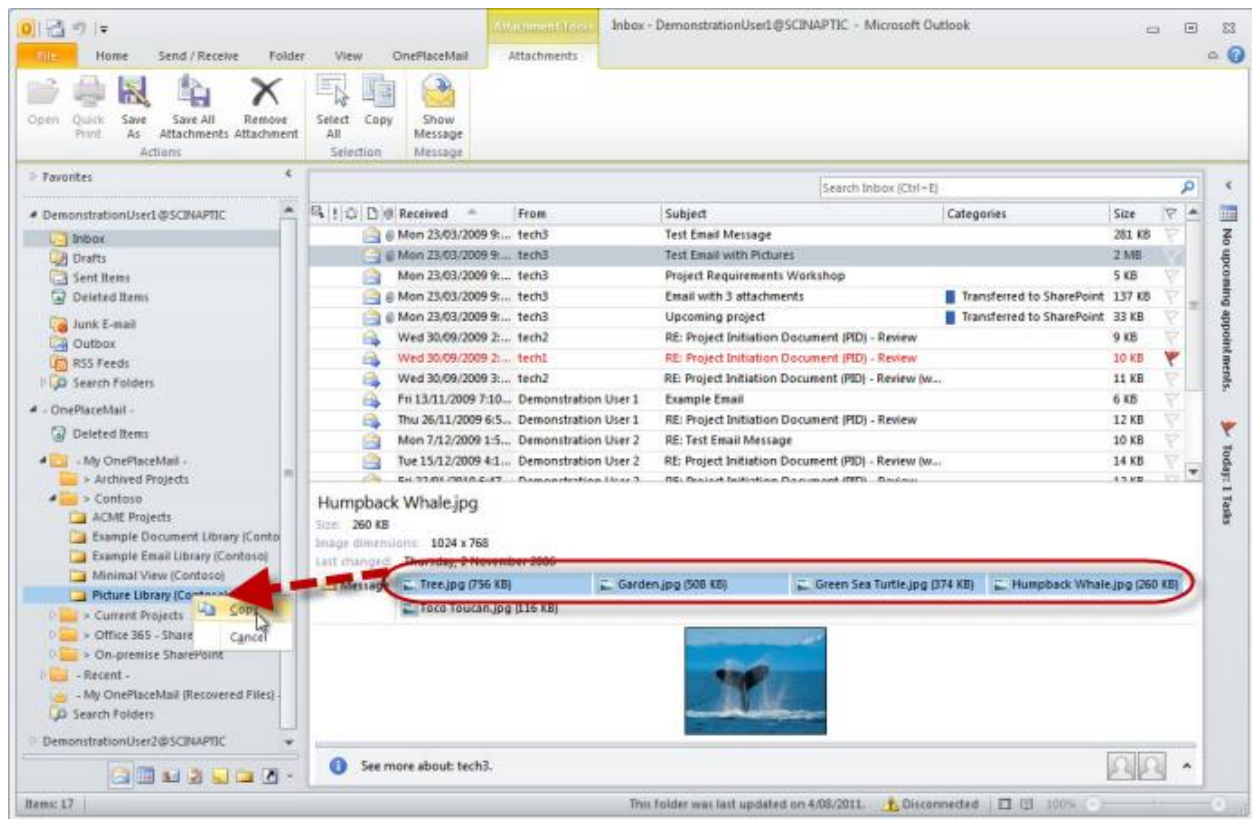 Attachment Tools
Inbox - DemonstrationUser1@SCINAPTIC - Microsoft Outlook
File Home Send / Receive Folder View OnePlaceMail Attachments
Open Quick Print Save As Save All Attachments Remove Attachment Select All Copy Show Message
Actions Selection Message
Favorites
DemonstrationUser1@SCINAPTIC
Inbox
Drafts
Sent Items
Deleted Items
Junk E-mail
Outbox
RSS Feeds
Search Folders
- OnePlaceMail -
Deleted Items
- My OnePlaceMail -
> Archived Projects
> Contoso
ACME Projects
Example Document Library (Conto
Example Email Library (Contoso)
Minimal View (Contoso)
Picture Library
> Current Projects
> Office 365 - Share
> On-premise SharePoint
- Recent -
- My OnePlaceMail (Recovered Files) -
Search Folders
DemonstrationUser2@SCINAPTIC
Copy
Cancel
Search Inbox (Ctrl+E)
Received From Subject Categories Size
Mon 23/03/2009 9:... tech3 Test Email Message 281 KB
Mon 23/03/2009 9:... tech3 Test Email with Pictures 2 MB
Mon 23/03/2009 9:... tech3 Project Requirements Workshop 5 KB
Mon 23/03/2009 9:... tech3 Email with 3 attachments Transferred to SharePoint 137 KB
Mon 23/03/2009 9:... tech3 Upcoming project Transferred to SharePoint 33 KB
Wed 30/09/2009 2:... tech2 RE: Project Initiation Document (PID) - Review 9 KB
Wed 30/09/2009 2:... tech1 RE: Project Initiation Document (PID) - Review 10 KB
Wed 30/09/2009 3:... tech2 RE: Project Initiation Document (PID) - Review (w... 11 KB
Fri 13/11/2009 7:10... Demonstration User 1 Example Email 6 KB
Thu 26/11/2009 6:5... Demonstration User 1 RE: Project Initiation Document (PID) - Review 12 KB
Mon 7/12/2009 1:5... Demonstration User 2 RE: Test Email Message 10 KB
Tue 15/12/2009 4:1... Demonstration User 2 RE: Project Initiation Document (PID) - Review (w... 14 KB
Humpback Whale.jpg
Size: 260 KB
Image dimensions: 1024 x 768
Last changed: Thursday, 2 November 2006
Message Tree.jpg (756 KB) Garden.jpg (508 KB) Green Sea Turtle.jpg (374 KB) Humpback Whale.jpg (260 KB)
Toco Toucan.jpg (116 KB)
See more about: tech3.
No upcoming appointments.
Today: 1 Tasks
Items: 17
This folder was last updated on 4/08/2011. Disconnected 100%